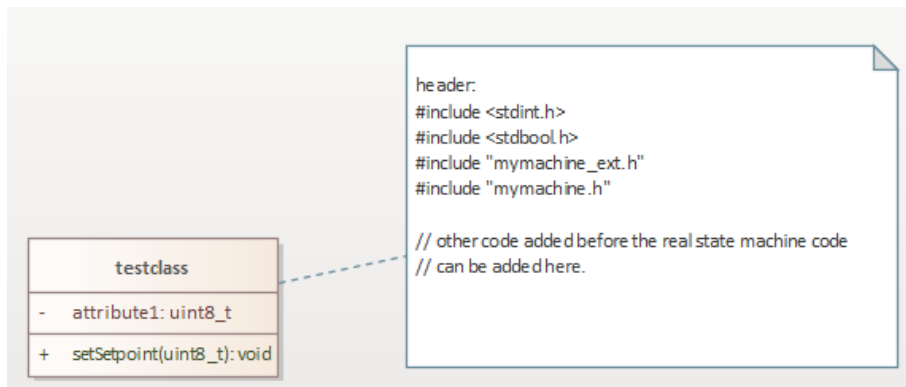 header:
#include <stdint.h>
#include <stdbool.h>
#include "mymachine_ext.h"
#include "mymachine.h"
// other code added before the real state machine code
// can be added here.
testclass
- attribute1: uint8_t
+ setSetpoint(uint8_t): void